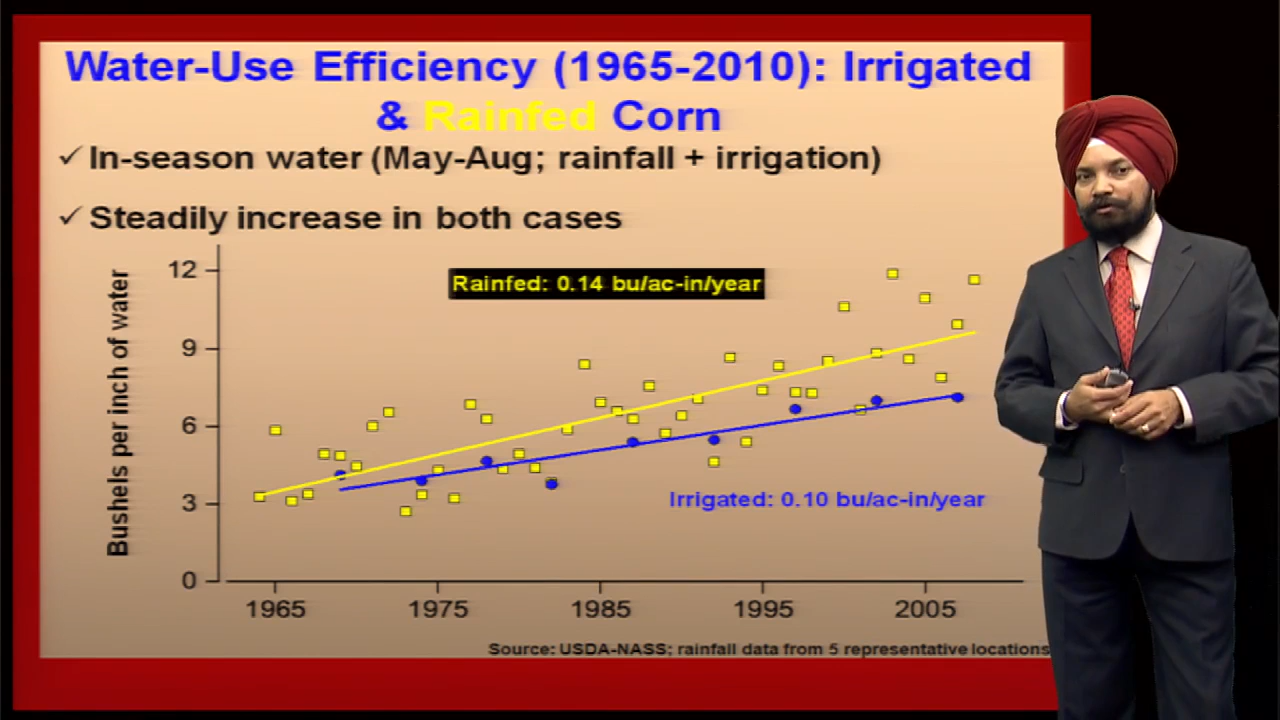 Water-Use Efficiency (1965-2010): Irrigated
& Rainfed Corn
✓ In-season water (May-Aug; rainfall + irrigation)
✓ Steadily increase in both cases
Bushels per inch of water
12
9
6
3
0
Rainfed: 0.14 bu/ac-in/year
Irrigated: 0.10 bu/ac-in/year
1965 1975 1985 1995 2005
Source: USDA-NASS; rainfall data from 5 representative locations